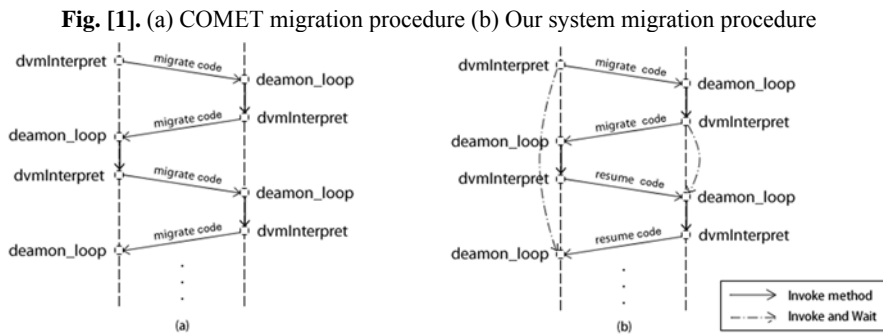 Fig. [1]. (a) COMET migration procedure (b) Our system migration procedure
dvmInterpret
migrate code
deamon_loop
migrate code
dvmInterpret
deamon_loop
dvmInterpret
migrate code
deamon_loop
migrate code
dvmInterpret
deamon_loop
(a)
dvmInterpret
migrate code
deamon_loop
migrate code
dvmInterpret
deamon_loop
dvmInterpret
resume code
deamon_loop
resume code
dvmInterpret
deamon_loop
(b)
Invoke method
Invoke and Wait